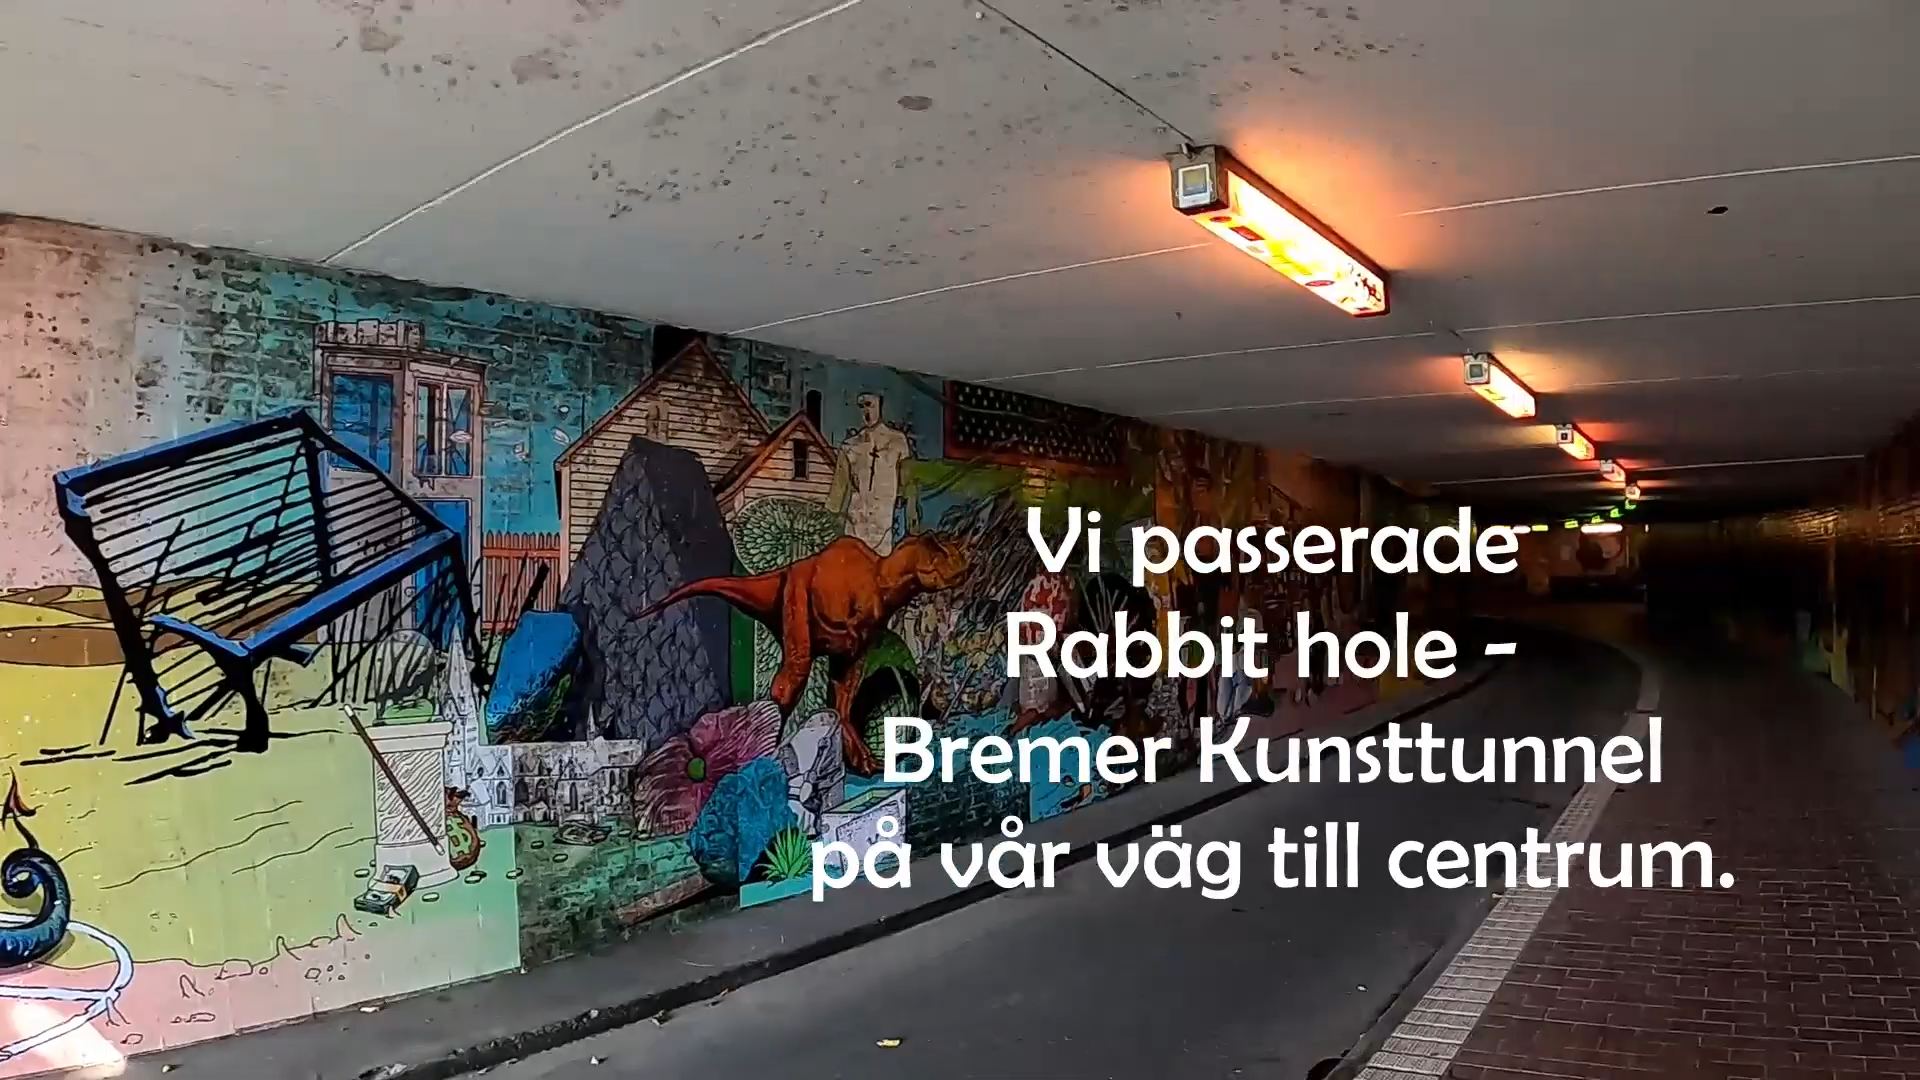 Vi passerade
Rabbit hole -
Bremer Kunsttunnel
på vår väg till centrum.